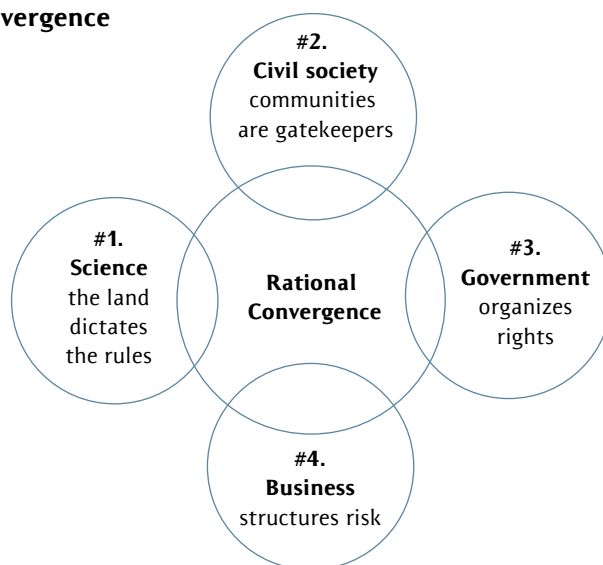 vergence
#2.
Civil society
communities
are gatekeepers
#1.
Science
the land
dictates
the rules
Rational
Convergence
#3.
Government
organizes
rights
#4.
Business
structures risk